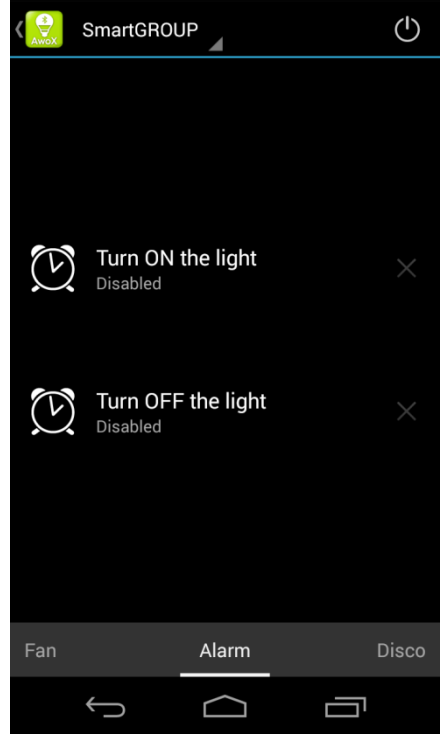 AwoX
SmartGROUP
Turn ON the light
Disabled
Turn OFF the light
Disabled
Fan
Alarm
Disco